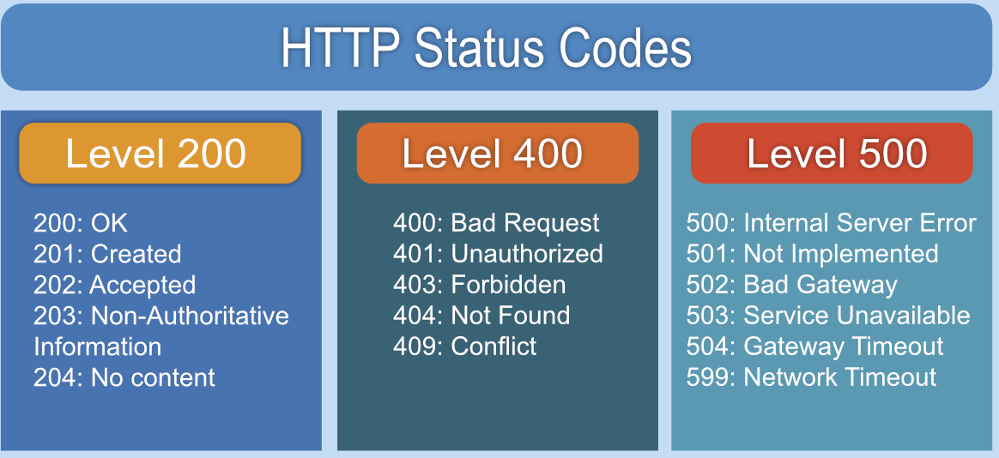 HTTP Status Codes
Level 200
200: OK
201: Created
202: Accepted
203: Non-Authoritative
Information
204: No content
Level 400
400: Bad Request
401: Unauthorized
403: Forbidden
404: Not Found
409: Conflict
Level 500
500: Internal Server Error
501: Not Implemented
502: Bad Gateway
503: Service Unavailable
504: Gateway Timeout
599: Network Timeout